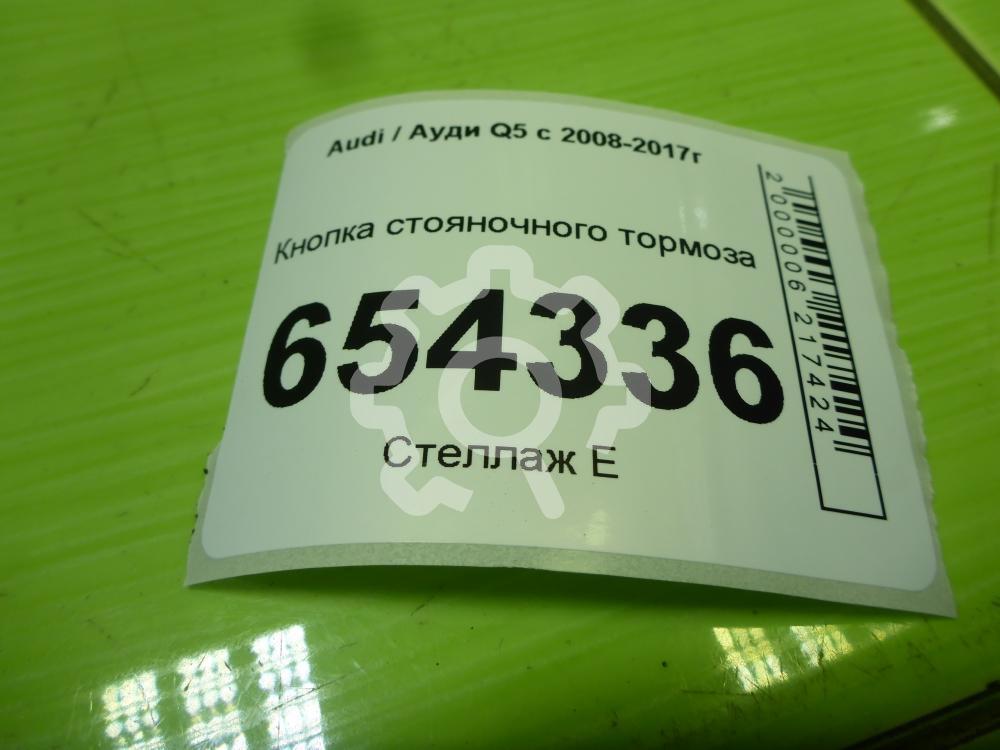 Audi / Ауди Q5 с 2008-2017г
Кнопка стояночного тормоза
654336
Стеллаж Е
2000006217424